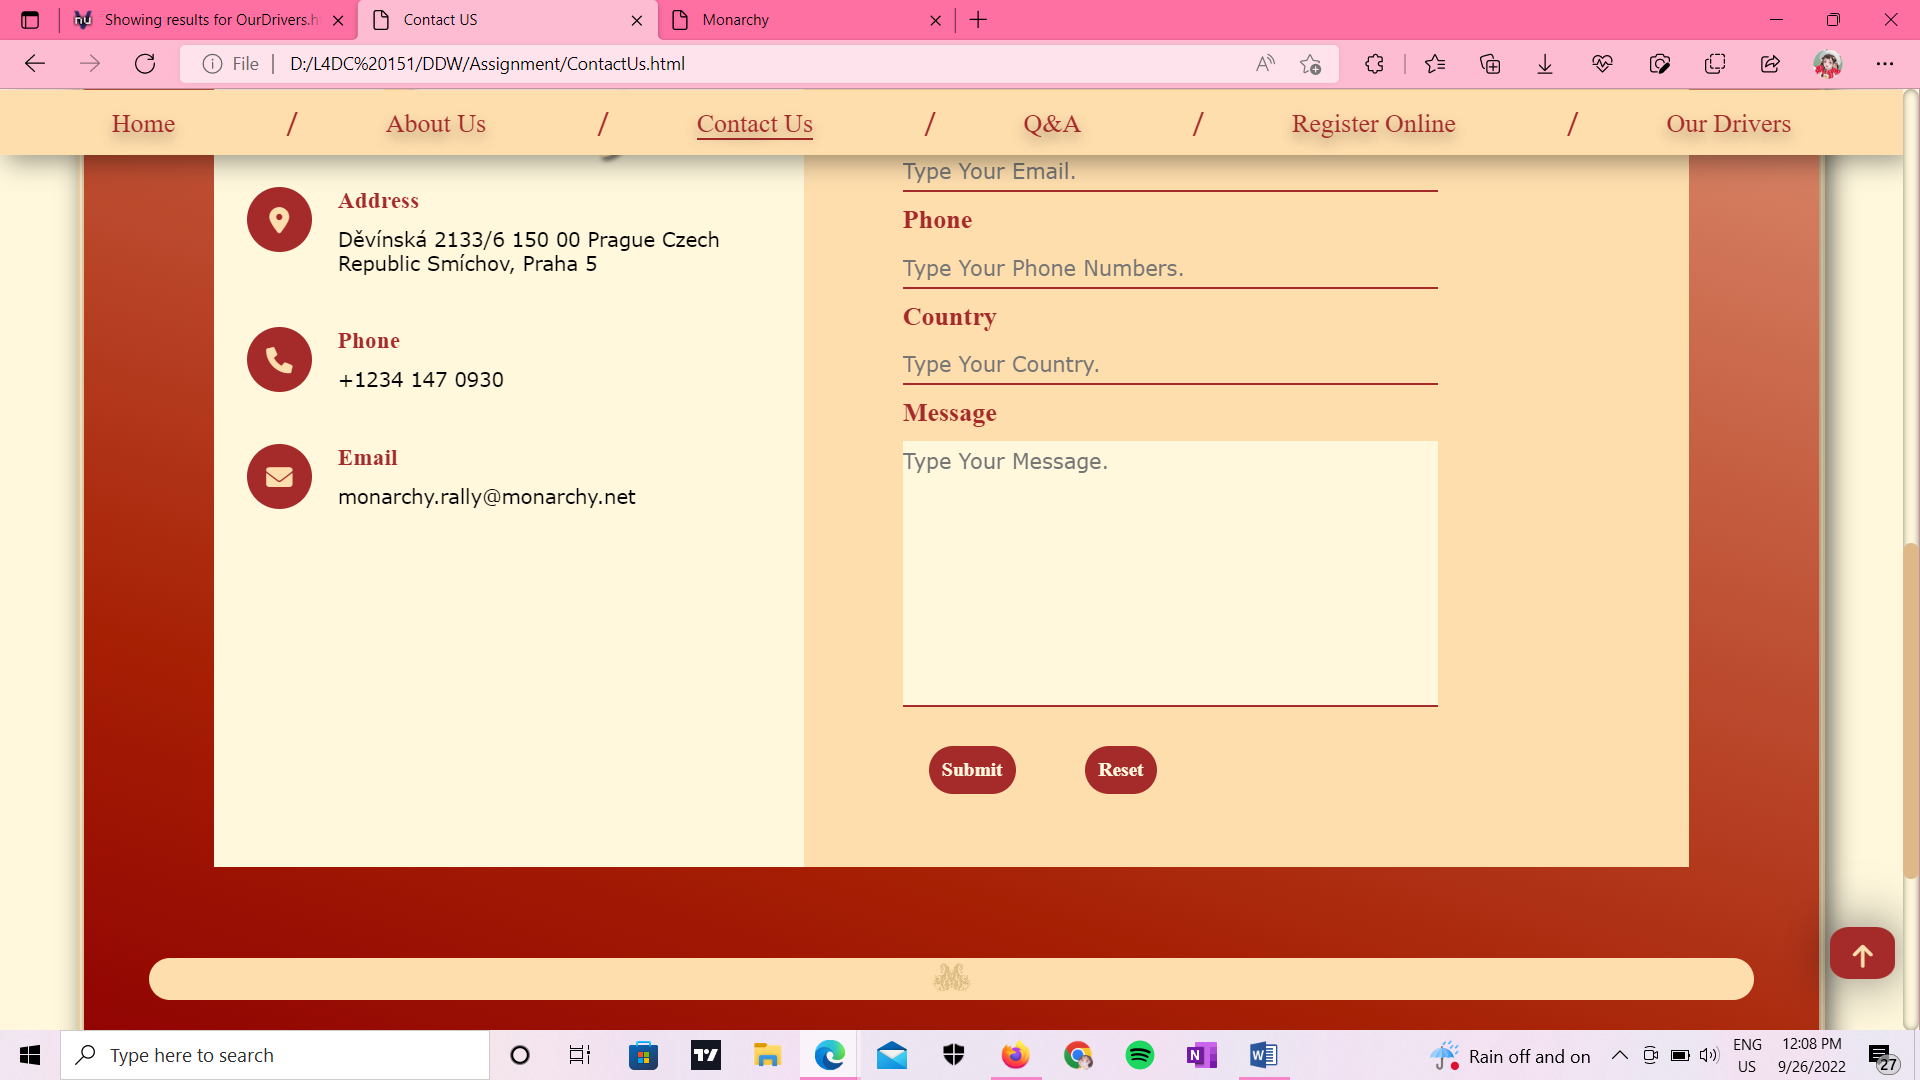 Showing results for OurDrivers.h
Contact US
Monarchy
File
D:/L4DC%20151/DDW/Assignment/ContactUs.html
Home / About Us / Contact Us / Q&A / Register Online / Our Drivers
Address
Děvínská 2133/6 150 00 Prague Czech
Republic Smíchov, Praha 5
Phone
+1234 147 0930
Email
monarchy.rally@monarchy.net
Type Your Email.
Phone
Type Your Phone Numbers.
Country
Type Your Country.
Message
Type Your Message.
Submit
Reset
Type here to search
Rain off and on
ENG
US
12:08 PM
9/26/2022
27